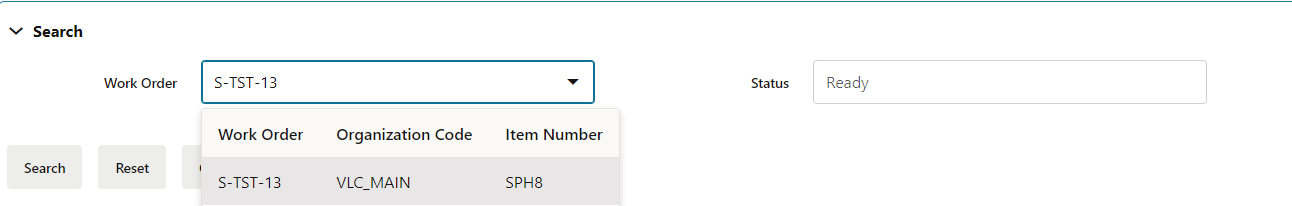 Search
Work Order S-TST-13 Status Ready
Work Order Organization Code Item Number
Search Reset
S-TST-13 VLC_MAIN SPH8